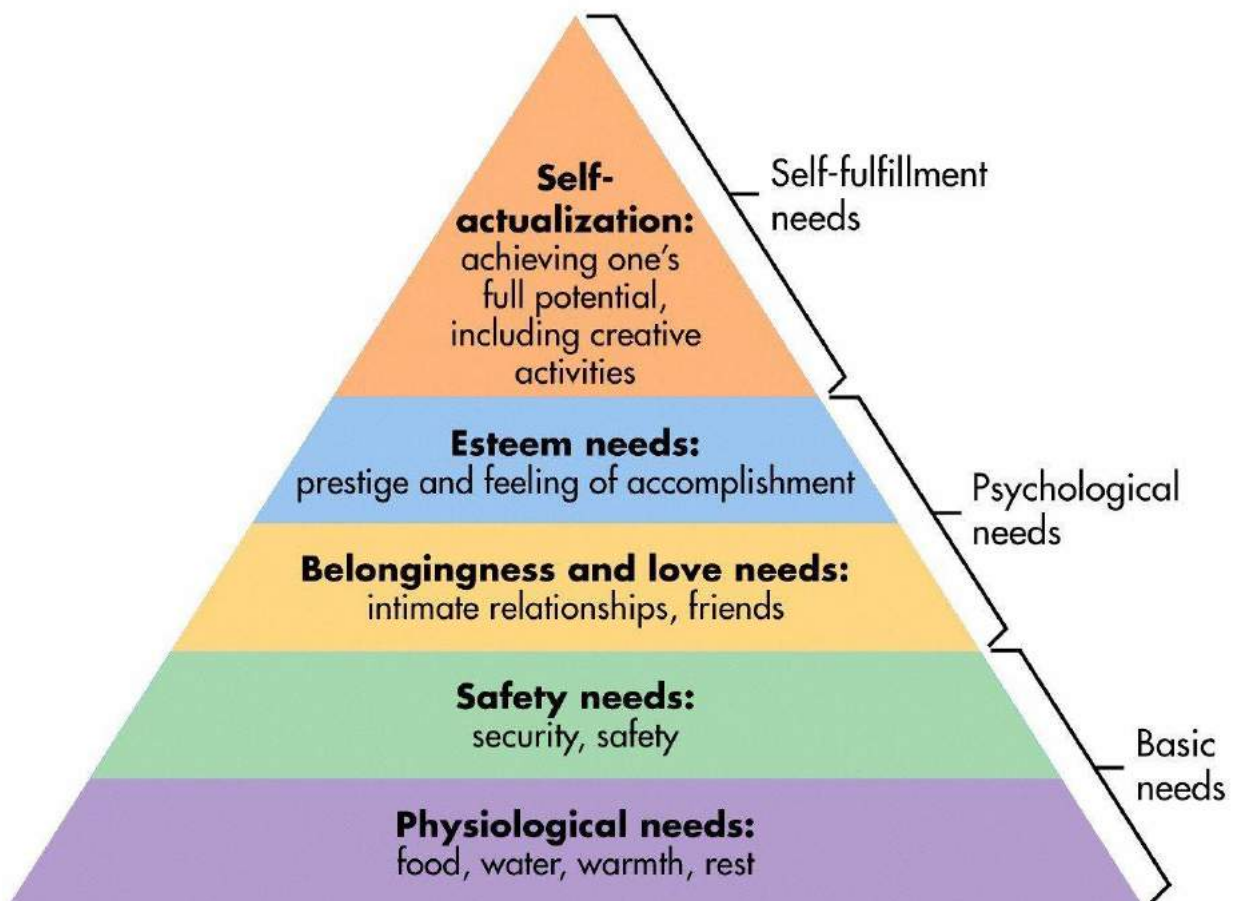 Self-
actualization:
achieving one’s
full potential,
including creative
activities
Self-fulfillment
needs
Esteem needs:
prestige and feeling of accomplishment
Psychological
needs
Belongingness and love needs:
intimate relationships, friends
Safety needs:
security, safety
Basic
needs
Physiological needs:
food, water, warmth, rest